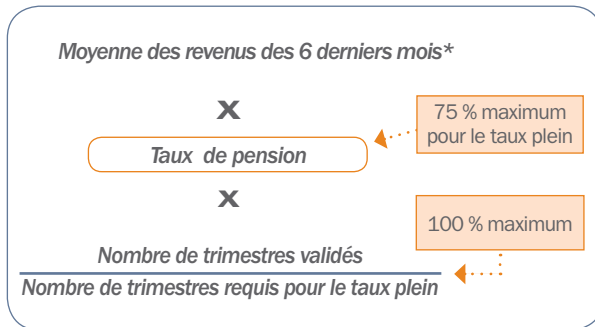 Moyenne des revenus des 6 derniers mois*
x
75 % maximum
pour le taux plein
Taux de pension
x
100 % maximum
Nombre de trimestres validés
Nombre de trimestres requis pour le taux plein